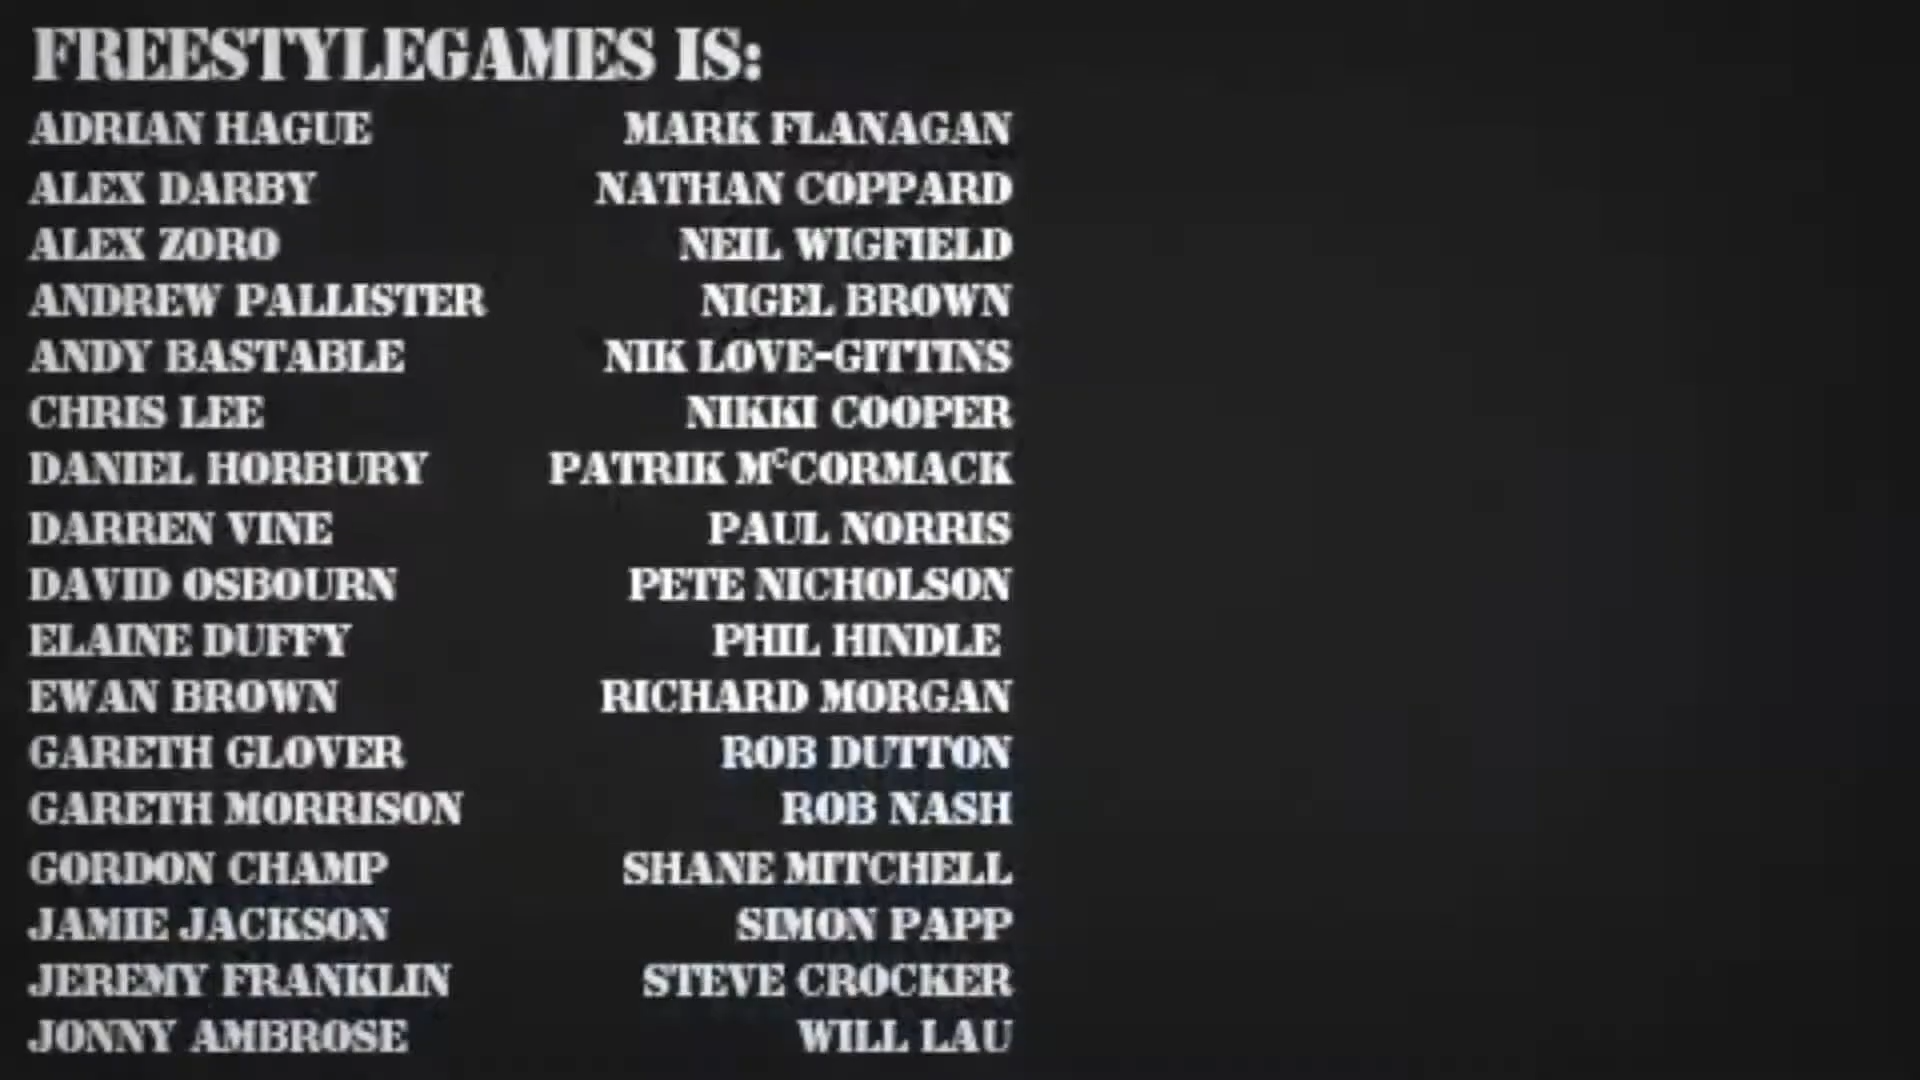 FREESTYLEGAMES IS:
ADRIAN HAGUE
ALEX DARBY
ALEX ZORO
ANDREW PALLISTER
ANDY BASTABLE
CHRIS LEE
DANIEL HORBURY
DARREN VINE
DAVID OSBOURN
ELAINE DUFFY
EWAN BROWN
GARETH GLOVER
GARETH MORRISON
GORDON CHAMP
JAMIE JACKSON
JEREMY FRANKLIN
JONNY AMBROSE
MARK FLANAGAN
NATHAN COPPARD
NEIL WIGFIELD
NIGEL BROWN
NIK LOVE-GITTINS
NIKKI COOPER
PATRIK MᶜCORMACK
PAUL NORRIS
PETE NICHOLSON
PHIL HINDLE
RICHARD MORGAN
ROB DUTTON
ROB NASH
SHANE MITCHELL
SIMON PAPP
STEVE CROCKER
WILL LAU